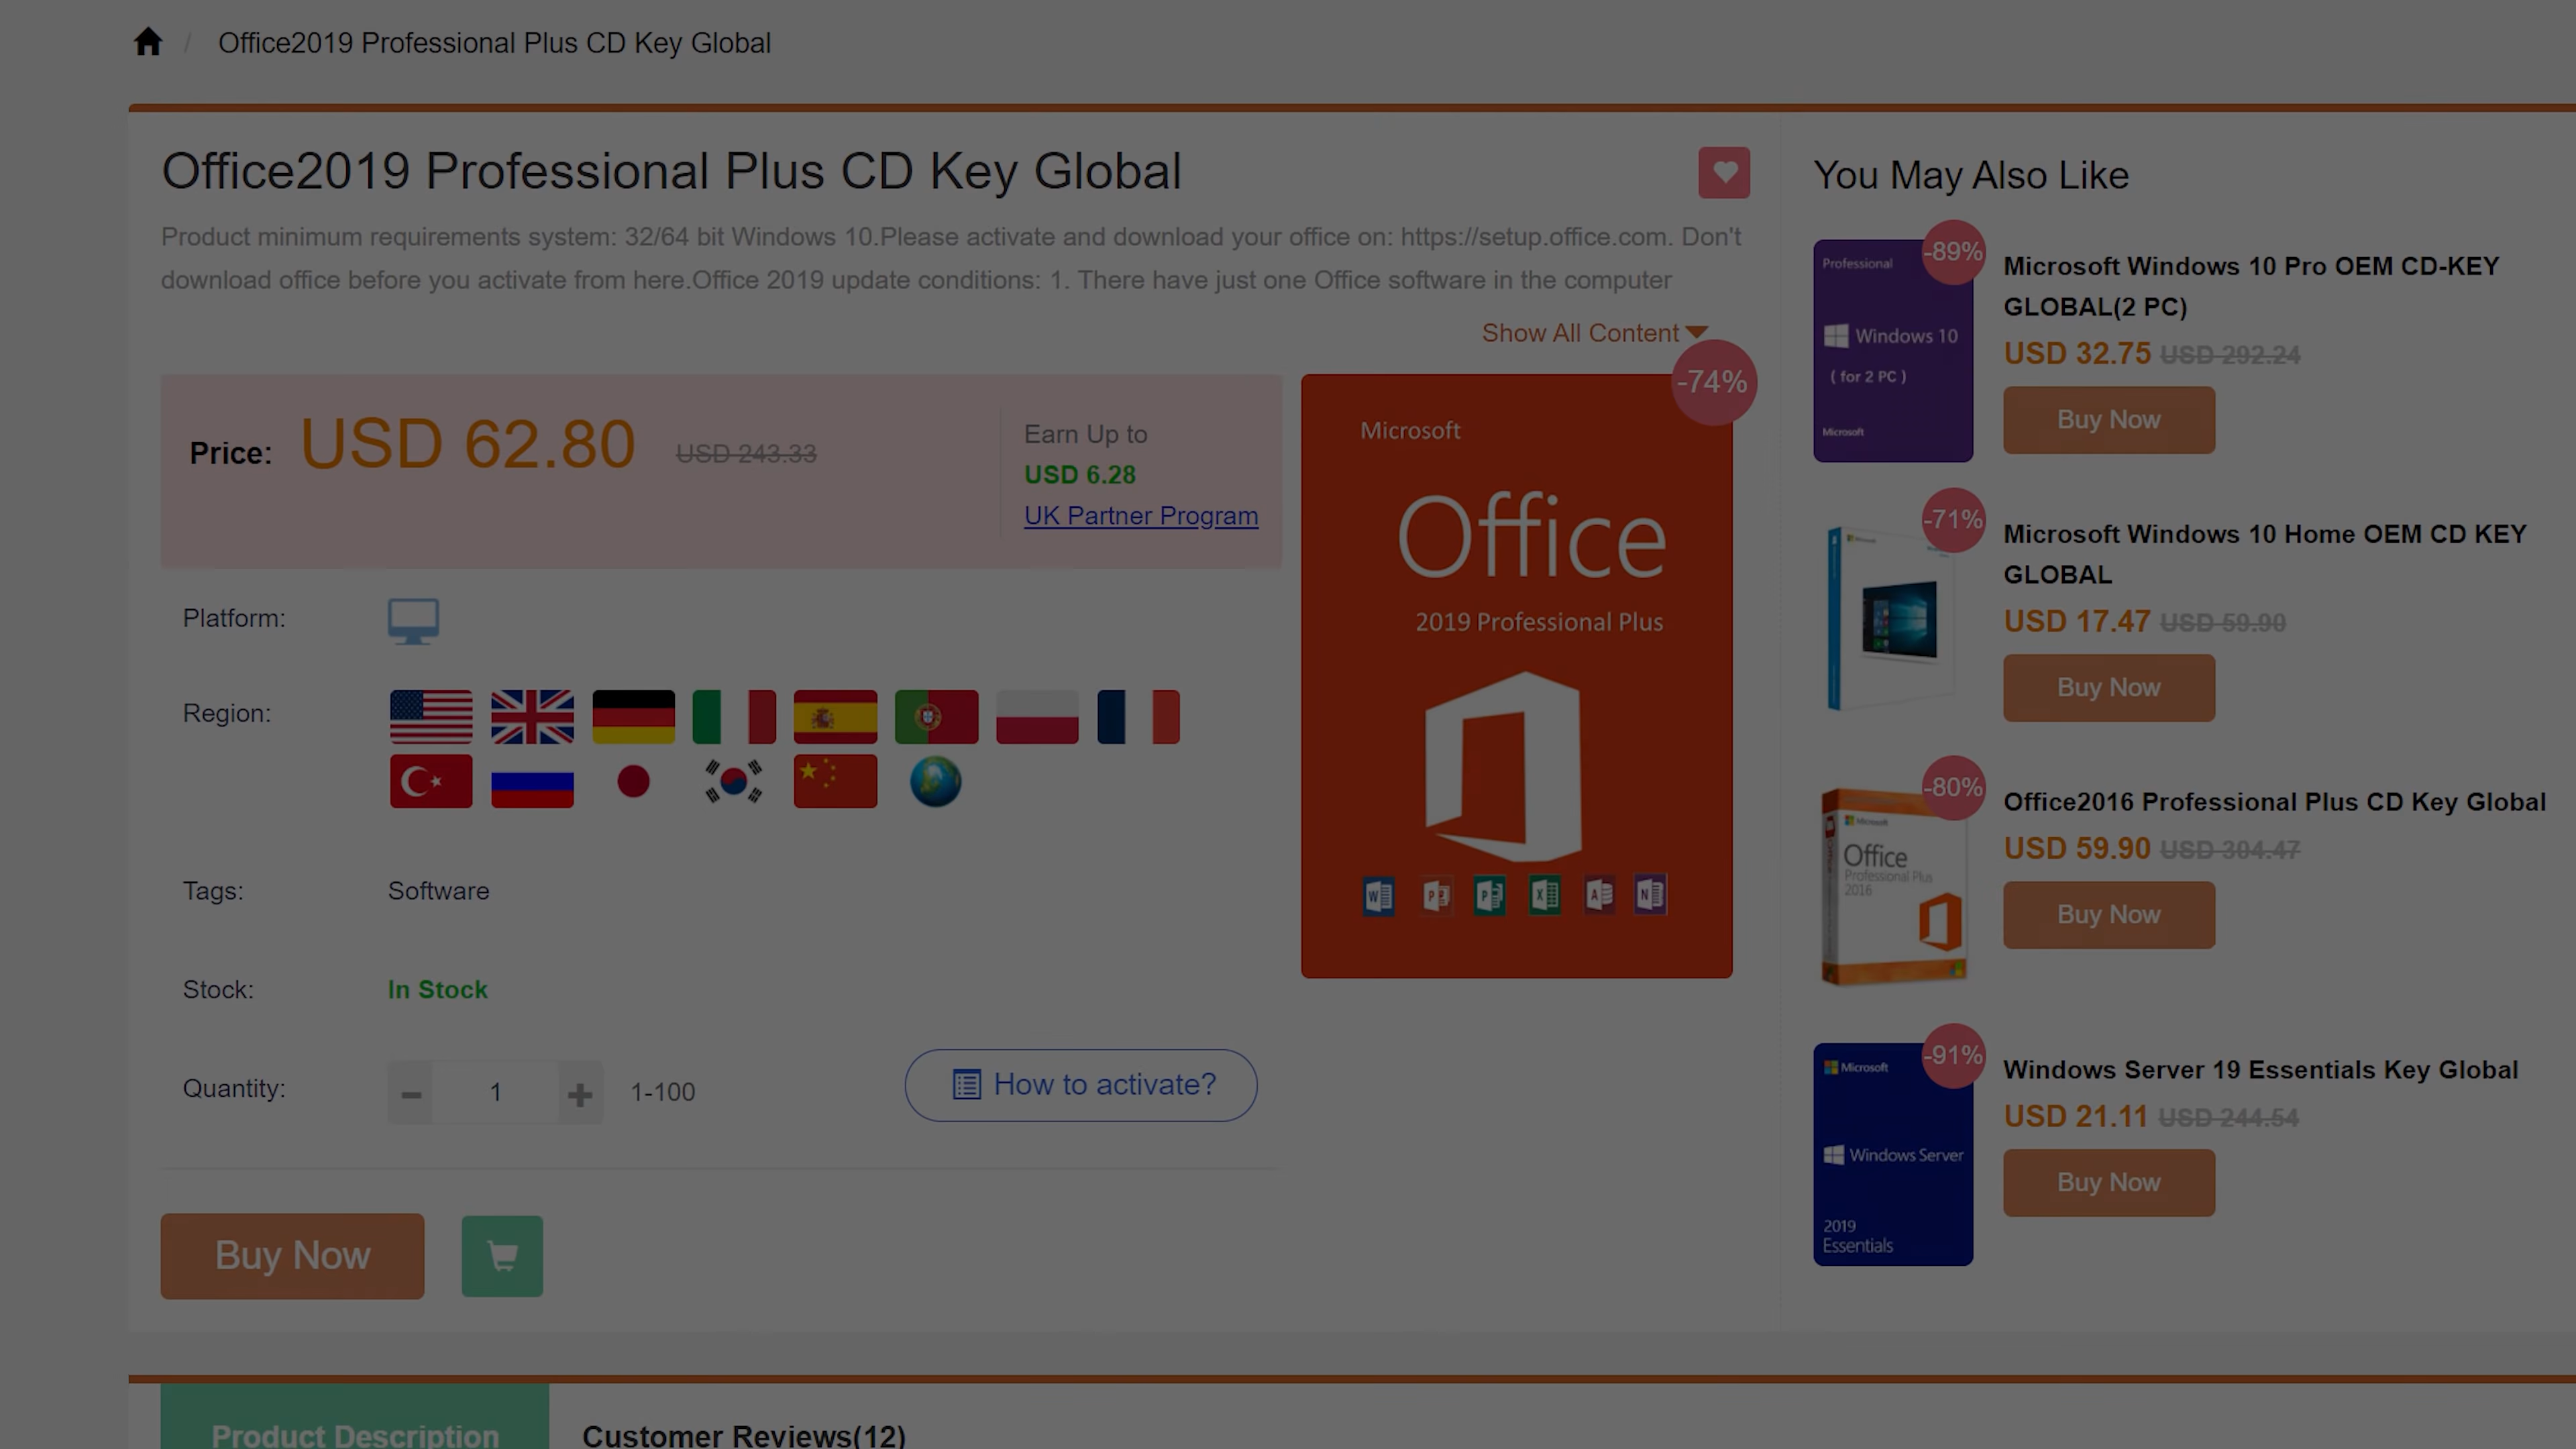 / Office2019 Professional Plus CD Key Global
Office2019 Professional Plus CD Key Global
Product minimum requirements system: 32/64 bit Windows 10.Please activate and download your office on: https://setup.office.com. Don't
download office before you activate from here.Office 2019 update conditions: 1. There have just one Office software in the computer
Show All Content
Price: USD 62.80 USD 243.33
Earn Up to
USD 6.28
UK Partner Program
-74%
Microsoft
Office
2019 Professional Plus
Platform:
Region:
Tags: Software
Stock: In Stock
Quantity: - 1 + 1-100
How to activate?
Buy Now
Product Description
Customer Reviews(12)
You May Also Like
-89%
Professional
Windows 10
( for 2 PC )
Microsoft
Microsoft Windows 10 Pro OEM CD-KEY
GLOBAL(2 PC)
USD 32.75 USD 292.24
Buy Now
-71%
Microsoft Windows 10 Home OEM CD KEY
GLOBAL
USD 17.47 USD 59.90
Buy Now
-80%
Microsoft
Office
Professional Plus
2016
Office2016 Professional Plus CD Key Global
USD 59.90 USD 304.47
Buy Now
-91%
Microsoft
Windows Server
2019
Essentials
Windows Server 19 Essentials Key Global
USD 21.11 USD 244.54
Buy Now